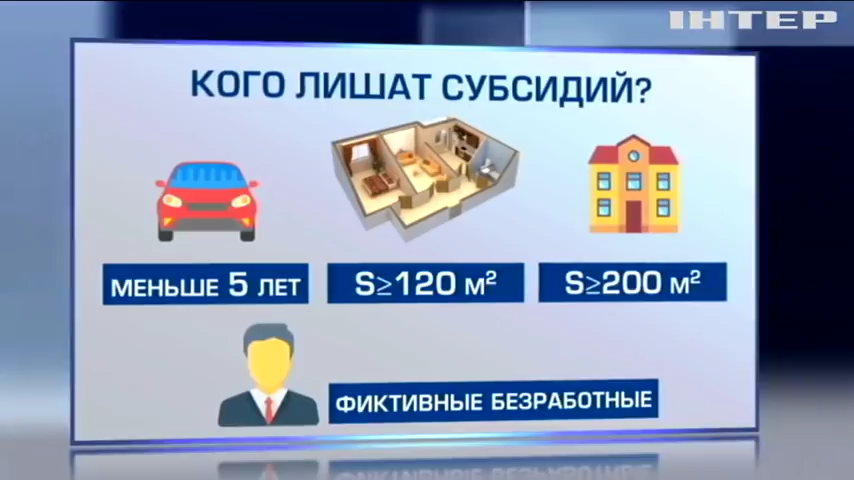 ІНТЕР
КОГО ЛИШАТ СУБСИДИЙ?
МЕНЬШЕ 5 ЛЕТ
S≥120 м²
S≥200 м²
ФИКТИВНЫЕ БЕЗРАБОТНЫЕ